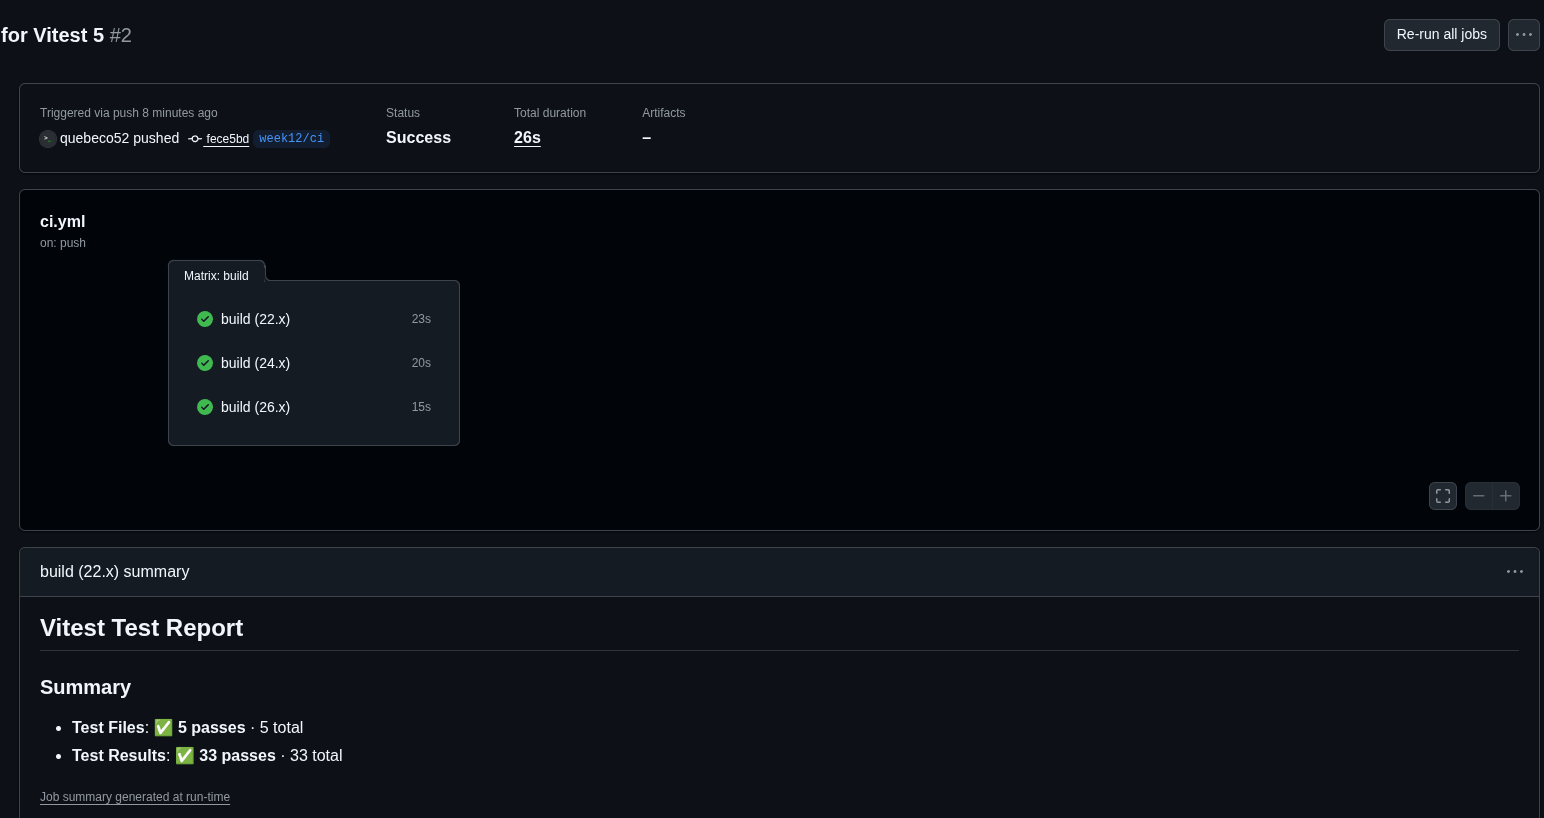 for Vitest 5 #2
Re-run all jobs
Triggered via push 8 minutes ago
Status
Total duration
Artifacts
quebeco52 pushed fece5bd week12/ci
Success
26s
–
ci.yml
on: push
Matrix: build
build (22.x) 23s
build (24.x) 20s
build (26.x) 15s
build (22.x) summary
Vitest Test Report
Summary
• Test Files: ✅ 5 passes · 5 total
• Test Results: ✅ 33 passes · 33 total
Job summary generated at run-time